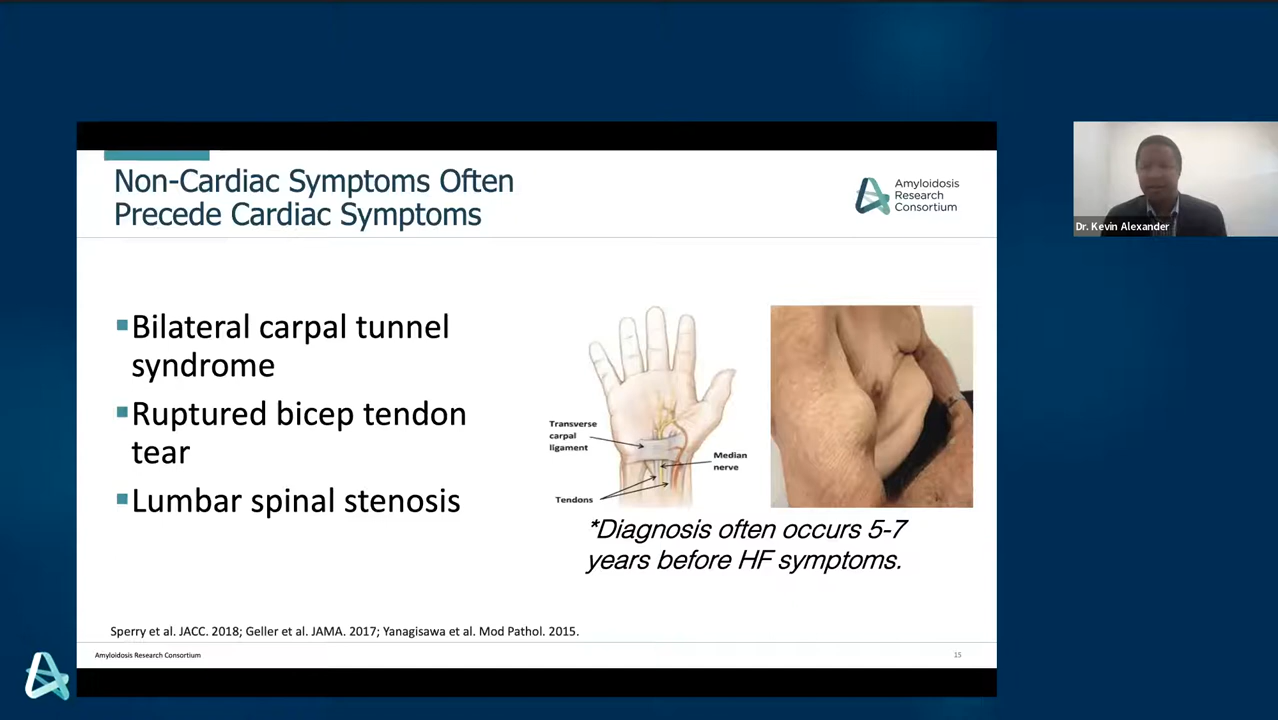 Non-Cardiac Symptoms Often
Precede Cardiac Symptoms
Amyloidosis
Research
Consortium
Dr. Kevin Alexander
▪Bilateral carpal tunnel
syndrome
▪Ruptured bicep tendon
tear
▪Lumbar spinal stenosis
Transverse
carpal
ligament
Median
nerve
Tendons
*Diagnosis often occurs 5-7
years before HF symptoms.
Sperry et al. JACC. 2018; Geller et al. JAMA. 2017; Yanagisawa et al. Mod Pathol. 2015.
Amyloidosis Research Consortium
15